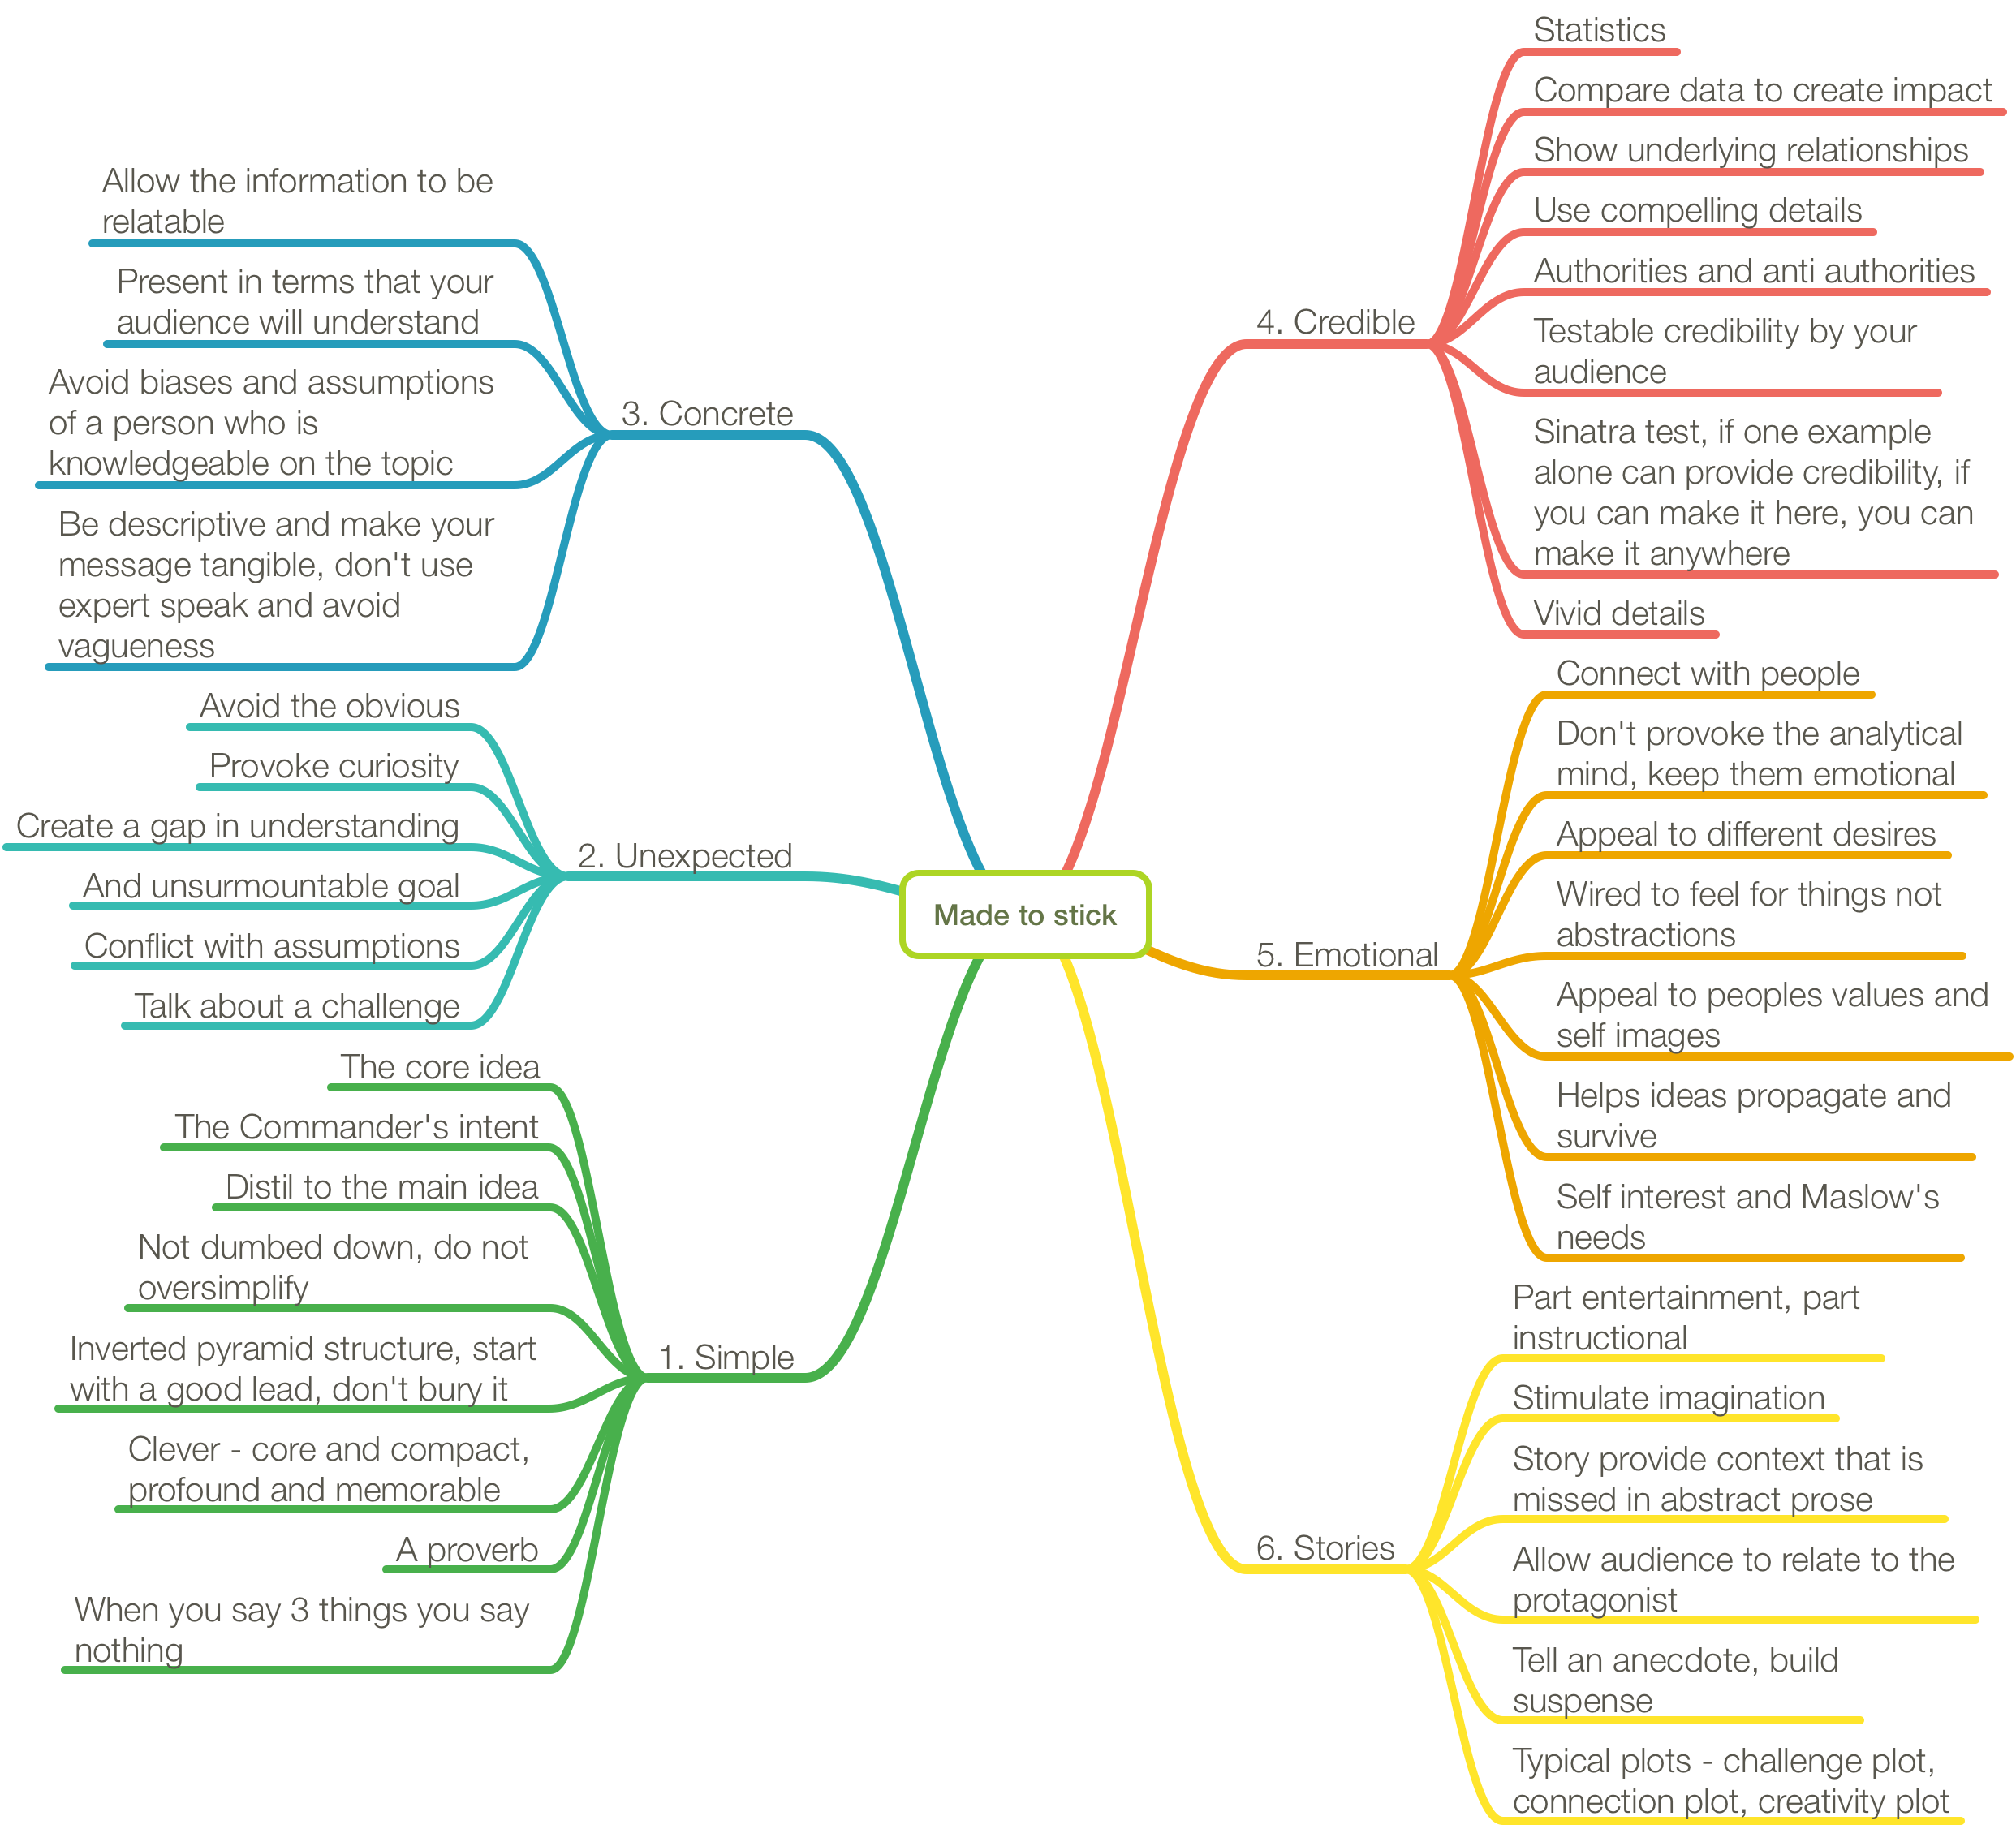 Made to stick
1. Simple
The core idea
The Commander's intent
Distil to the main idea
Not dumbed down, do not
oversimplify
Inverted pyramid structure, start
with a good lead, don't bury it
Clever - core and compact,
profound and memorable
A proverb
When you say 3 things you say
nothing
2. Unexpected
Avoid the obvious
Provoke curiosity
Create a gap in understanding
And unsurmountable goal
Conflict with assumptions
Talk about a challenge
3. Concrete
Allow the information to be
relatable
Present in terms that your
audience will understand
Avoid biases and assumptions
of a person who is
knowledgeable on the topic
Be descriptive and make your
message tangible, don't use
expert speak and avoid
vagueness
4. Credible
Statistics
Compare data to create impact
Show underlying relationships
Use compelling details
Authorities and anti authorities
Testable credibility by your
audience
Sinatra test, if one example
alone can provide credibility, if
you can make it here, you can
make it anywhere
Vivid details
5. Emotional
Connect with people
Don't provoke the analytical
mind, keep them emotional
Appeal to different desires
Wired to feel for things not
abstractions
Appeal to peoples values and
self images
Helps ideas propagate and
survive
Self interest and Maslow's
needs
6. Stories
Part entertainment, part
instructional
Stimulate imagination
Story provide context that is
missed in abstract prose
Allow audience to relate to the
protagonist
Tell an anecdote, build
suspense
Typical plots - challenge plot,
connection plot, creativity plot